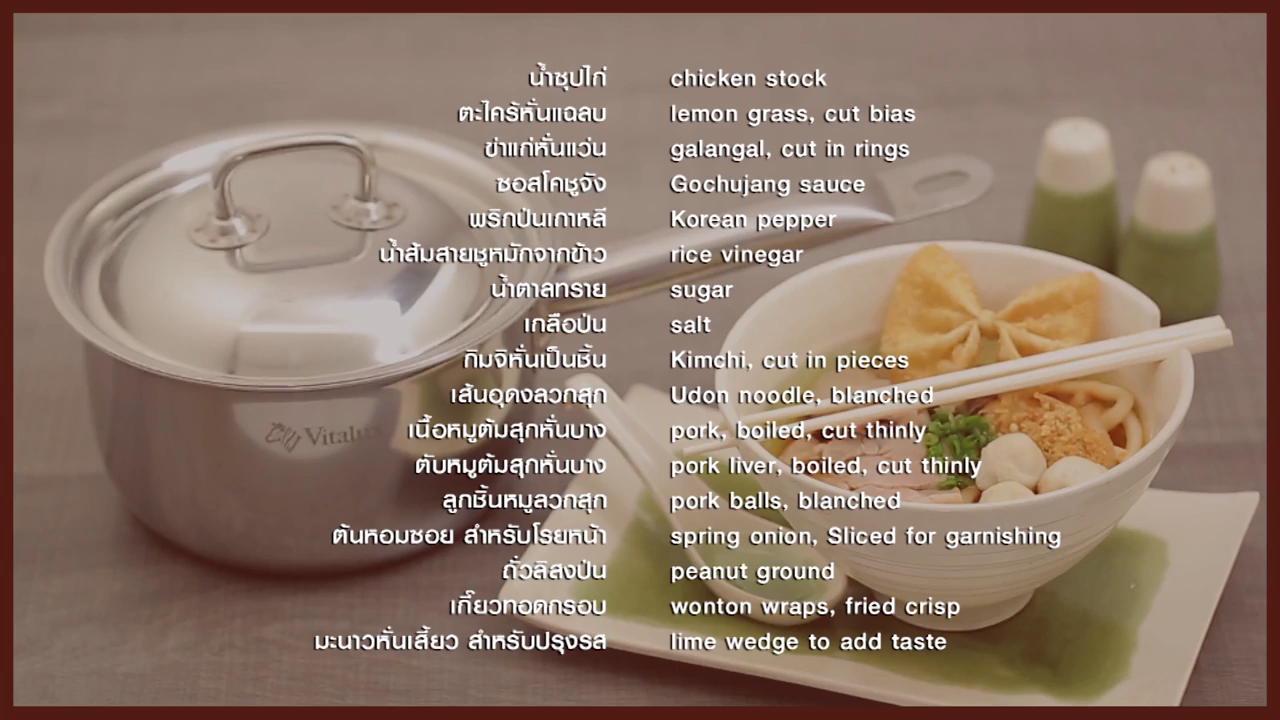 น้ำซุปไก่ chicken stock
ตะไคร้หั่นแฉลบ lemon grass, cut bias
ข่าแก่หั่นแว่น galangal, cut in rings
ซอสโคชูจัง Gochujang sauce
พริกป่นเกาหลี Korean pepper
น้ำส้มสายชูหมักจากข้าว rice vinegar
น้ำตาลทราย sugar
เกลือป่น salt
กิมจิหั่นเป็นชิ้น Kimchi, cut in pieces
เส้นอุดงลวกสุก Udon noodle, blanched
เนื้อหมูต้มสุกหั่นบาง pork, boiled, cut thinly
ตับหมูต้มสุกหั่นบาง pork liver, boiled, cut thinly
ลูกชิ้นหมูลวกสุก pork balls, blanched
ต้นหอมซอย สำหรับโรยหน้า spring onion, Sliced for garnishing
ถั่วลิสงป่น peanut ground
เกี๊ยวทอดกรอบ wonton wraps, fried crisp
มะนาวหั่นเสี้ยว สำหรับปรุงรส lime wedge to add taste